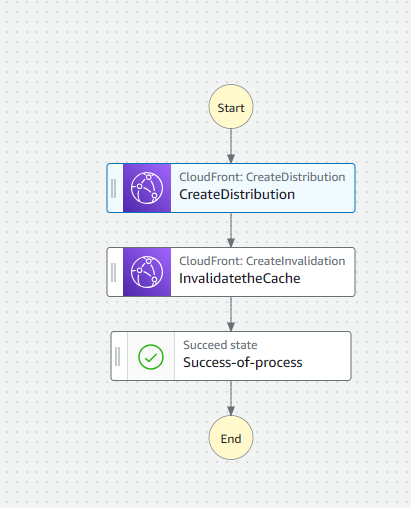 Start
CloudFront: CreateDistribution
CreateDistribution
CloudFront: CreateInvalidation
InvalidatetheCache
Succeed state
Success-of-process
End